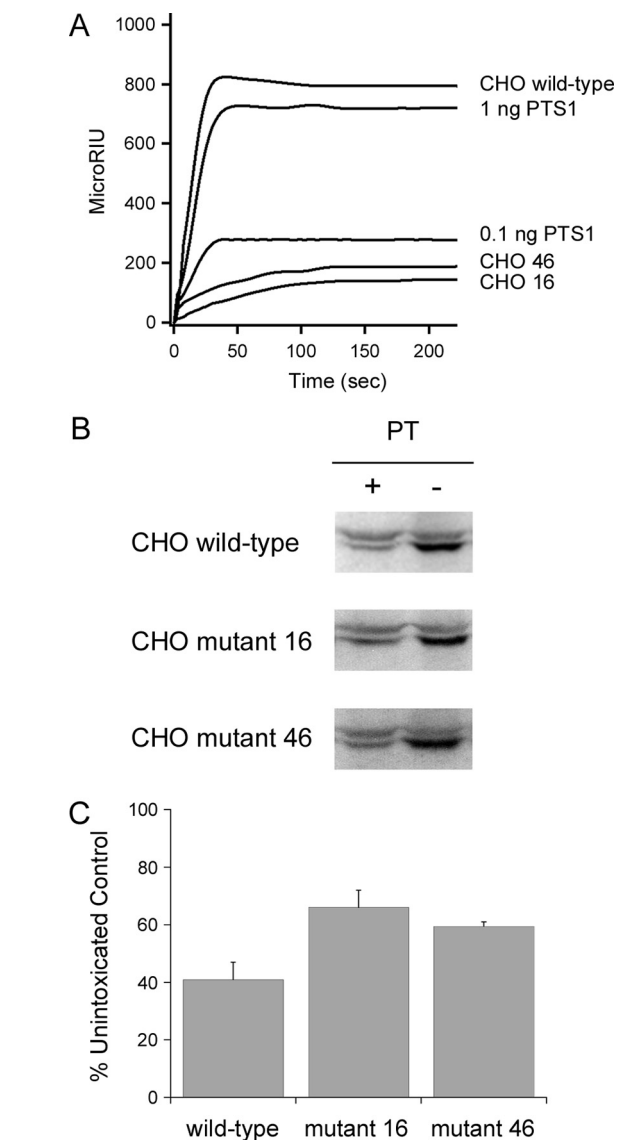 A
1000
800
600
400
200
0
MicroRIU
0 50 100 150 200
Time (sec)
CHO wild-type
1 ng PTS1
0.1 ng PTS1
CHO 46
CHO 16
B
PT
+ -
CHO wild-type
CHO mutant 16
CHO mutant 46
C
100
80
60
40
20
0
% Unintoxicated Control
wild-type mutant 16 mutant 46